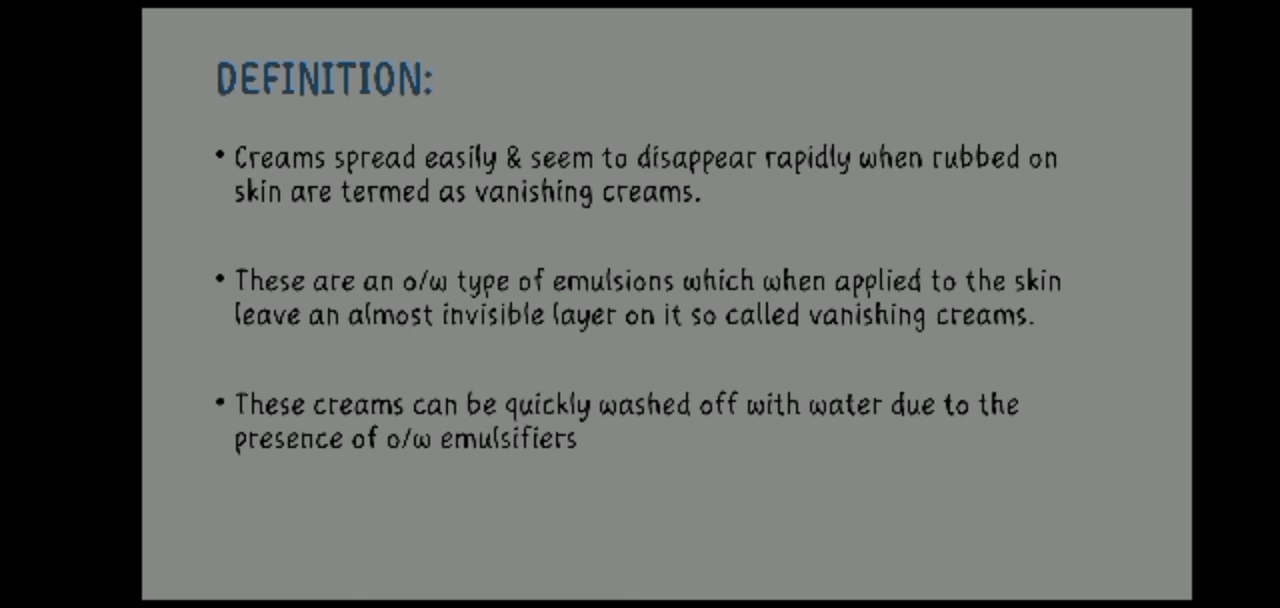 DEFINITION:
• Creams spread easily & seem to disappear rapidly when rubbed on
skin are termed as vanishing creams.
• These are an o/w type of emulsions which when applied to the skin
leave an almost invisible layer on it so called vanishing creams.
• These creams can be quickly washed off with water due to the
presence of o/w emulsifiers